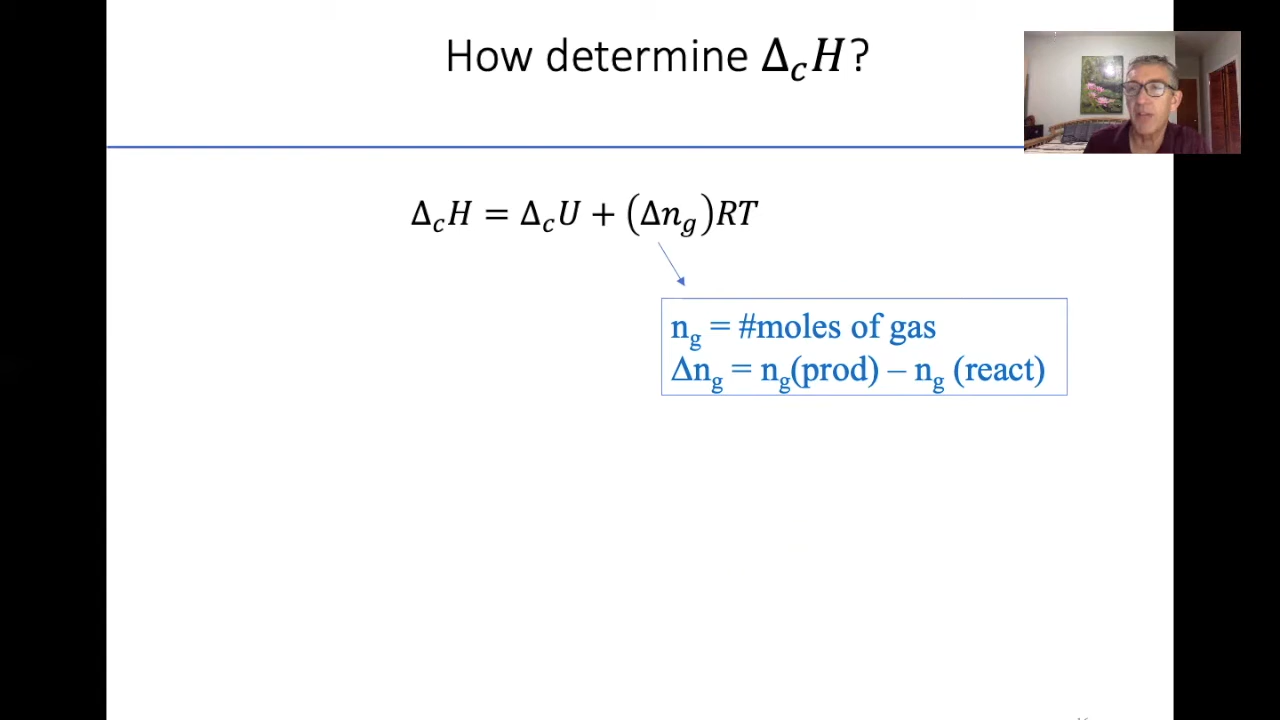 How determine Δ_cH?
Δ_cH = Δ_cU + (Δn_g)RT
n_g = #moles of gas
Δn_g = n_g(prod) – n_g (react)